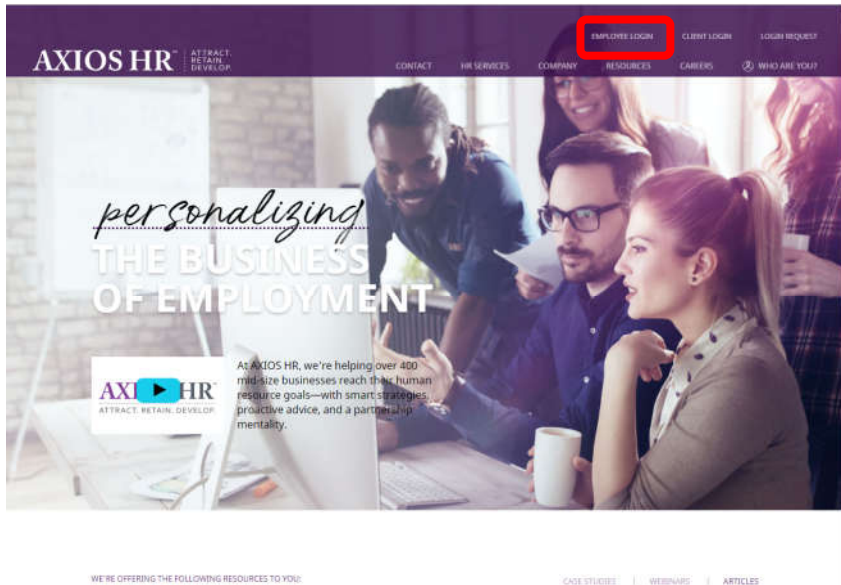 EMPLOYEE LOGIN CLIENT LOGIN LOGIN REQUEST
AXIOS HR™ ATTRACT.
RETAIN.
DEVELOP.
CONTACT HR SERVICES COMPANY RESOURCES CAREERS WHO ARE YOU?
personalizing
THE BUSINESS
OF EMPLOYMENT
AXI HR
ATTRACT. RETAIN. DEVELOP.
At AXIOS HR, we're helping over 400
mid-size businesses reach their human
resource goals—with smart strategies,
proactive advice, and a partnership
mentality.
WE'RE OFFERING THE FOLLOWING RESOURCES TO YOU:
CASE STUDIES | WEBINARS | ARTICLES